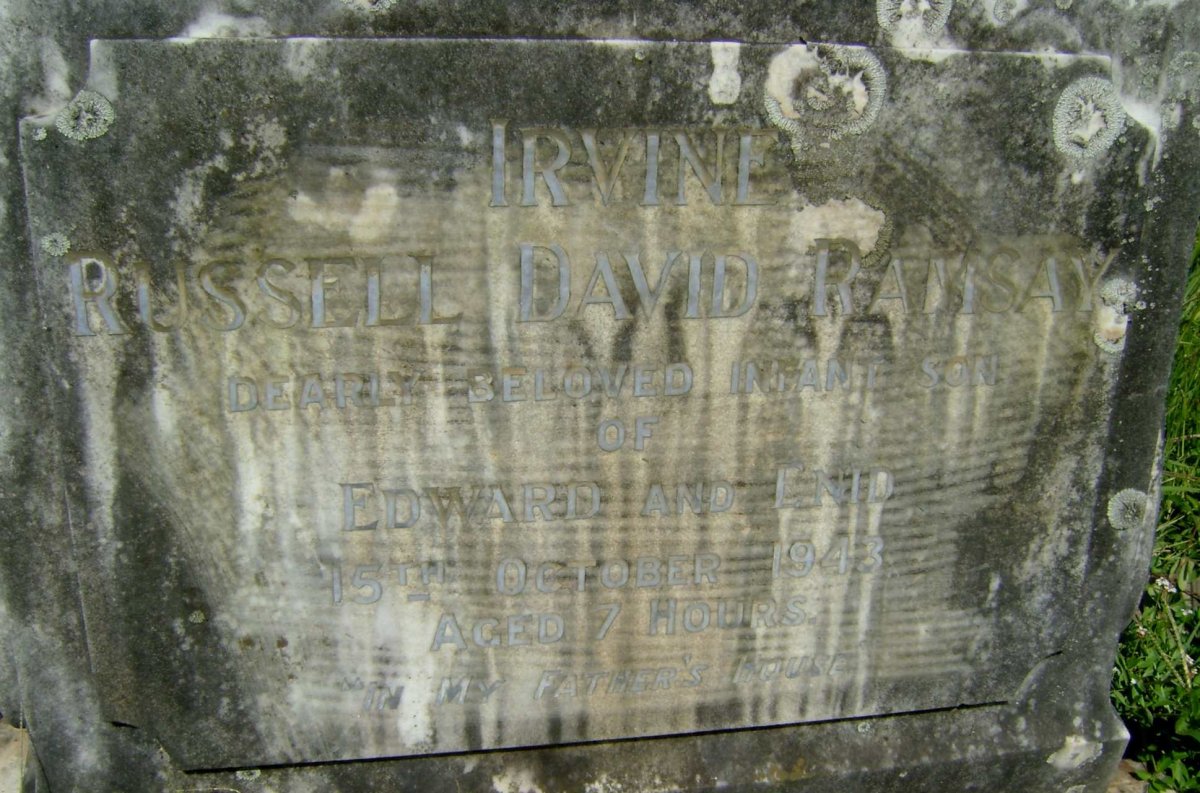 IRVINE
RUSSELL DAVID RAMSAY
DEARLY BELOVED INFANT SON
OF
EDWARD AND ENID
15TH OCTOBER 1943.
AGED 7 HOURS.
"IN MY FATHER'S HOUSE"